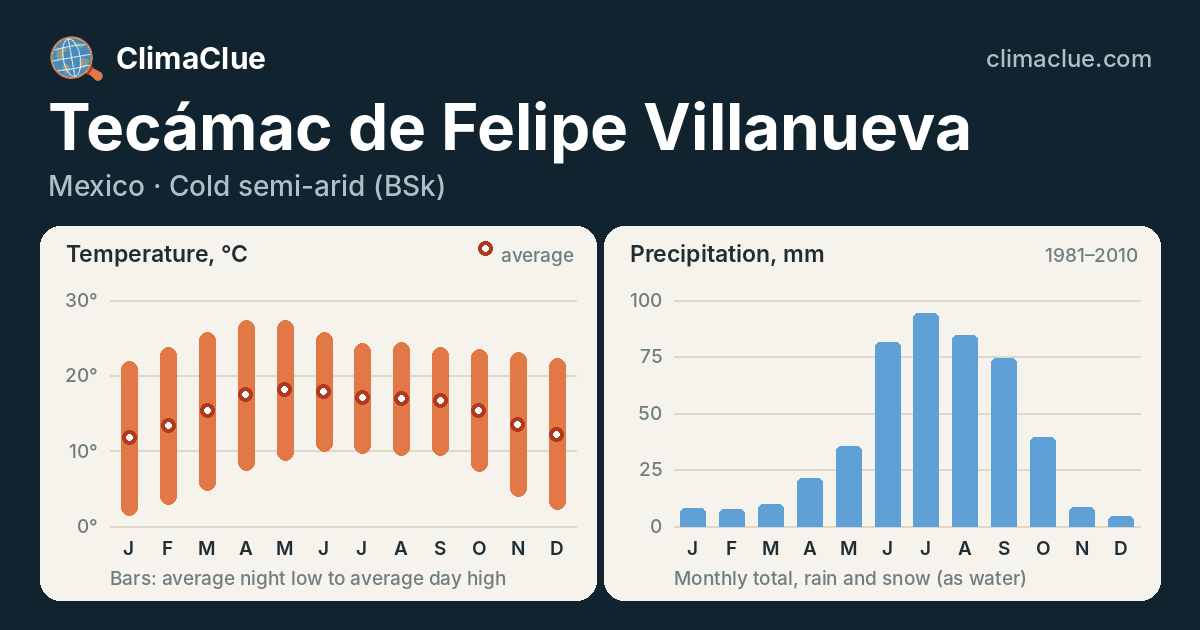 ClimaClue
climaclue.com
Tecámac de Felipe Villanueva
Mexico · Cold semi-arid (BSk)
Temperature, °C
average
30°
20°
10°
0°
J F M A M J J A S O N D
Bars: average night low to average day high
Precipitation, mm
1981–2010
100
75
50
25
0
J F M A M J J A S O N D
Monthly total, rain and snow (as water)